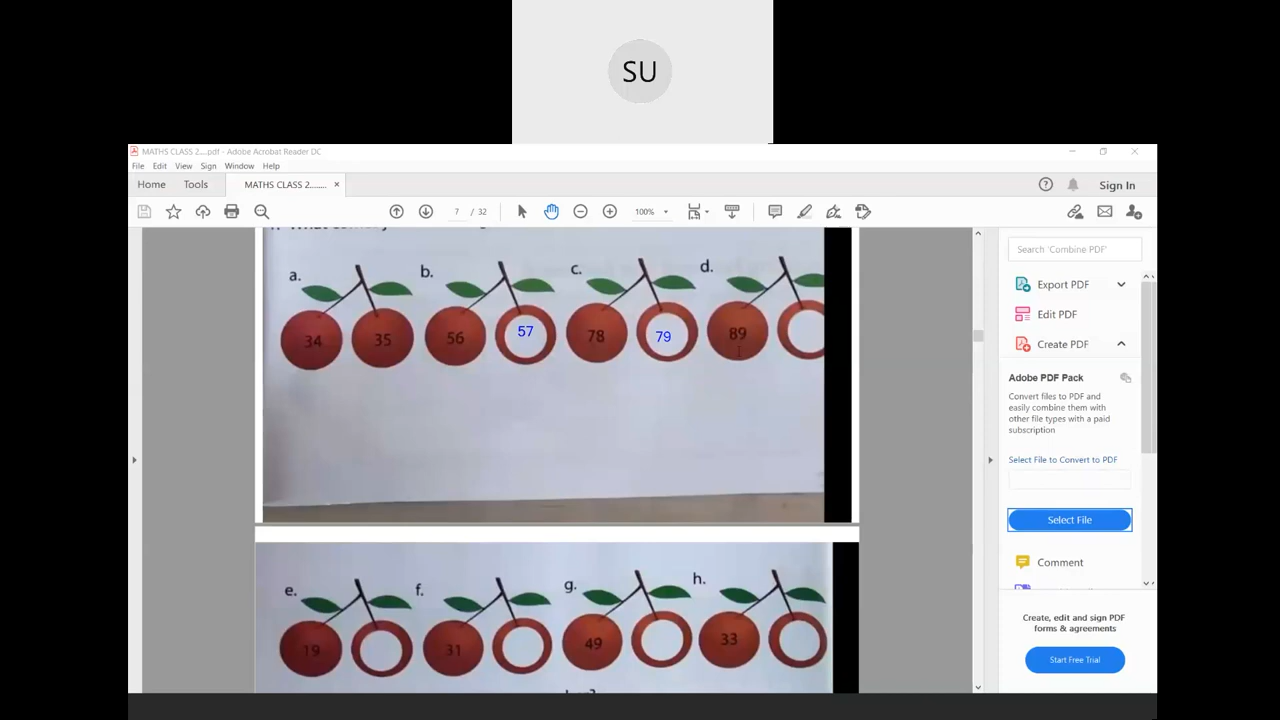 SU
MATHS CLASS 2....pdf - Adobe Acrobat Reader DC
File Edit View Sign Window Help
Home Tools MATHS CLASS 2....... × Sign In
7 / 32 100%
Search 'Combine PDF'
Export PDF
Edit PDF
Create PDF
Adobe PDF Pack
Convert files to PDF and
easily combine them with
other file types with a paid
subscription
Select File to Convert to PDF
Select File
Comment
Create, edit and sign PDF
forms & agreements
Start Free Trial
a. b. c. d.
34 35 56 57 78 79 89
e. f. g. h.
19 31 49 33